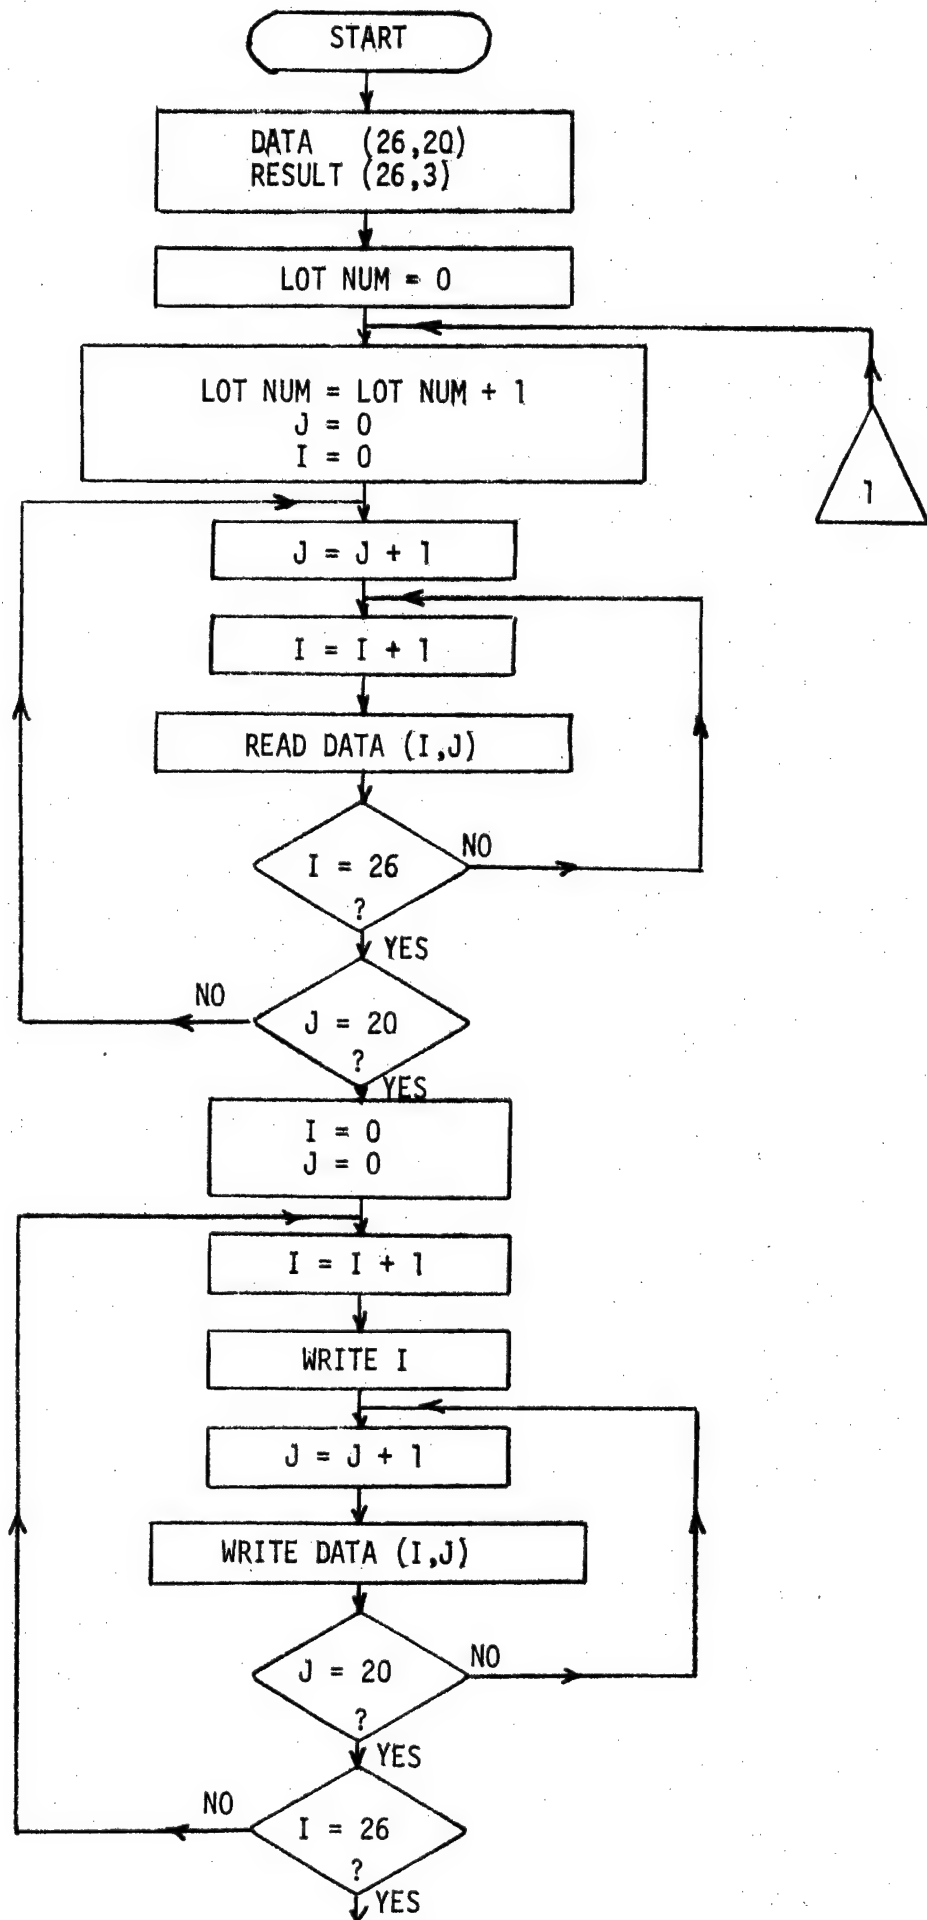 START
DATA (26,20)
RESULT (26,3)
LOT NUM = 0
LOT NUM = LOT NUM + 1
J = 0
I = 0
1
J = J + 1
I = I + 1
READ DATA (I,J)
I = 26
?
NO
YES
NO
J = 20
?
YES
I = 0
J = 0
I = I + 1
WRITE I
J = J + 1
WRITE DATA (I,J)
J = 20
?
NO
YES
NO
I = 26
?
YES